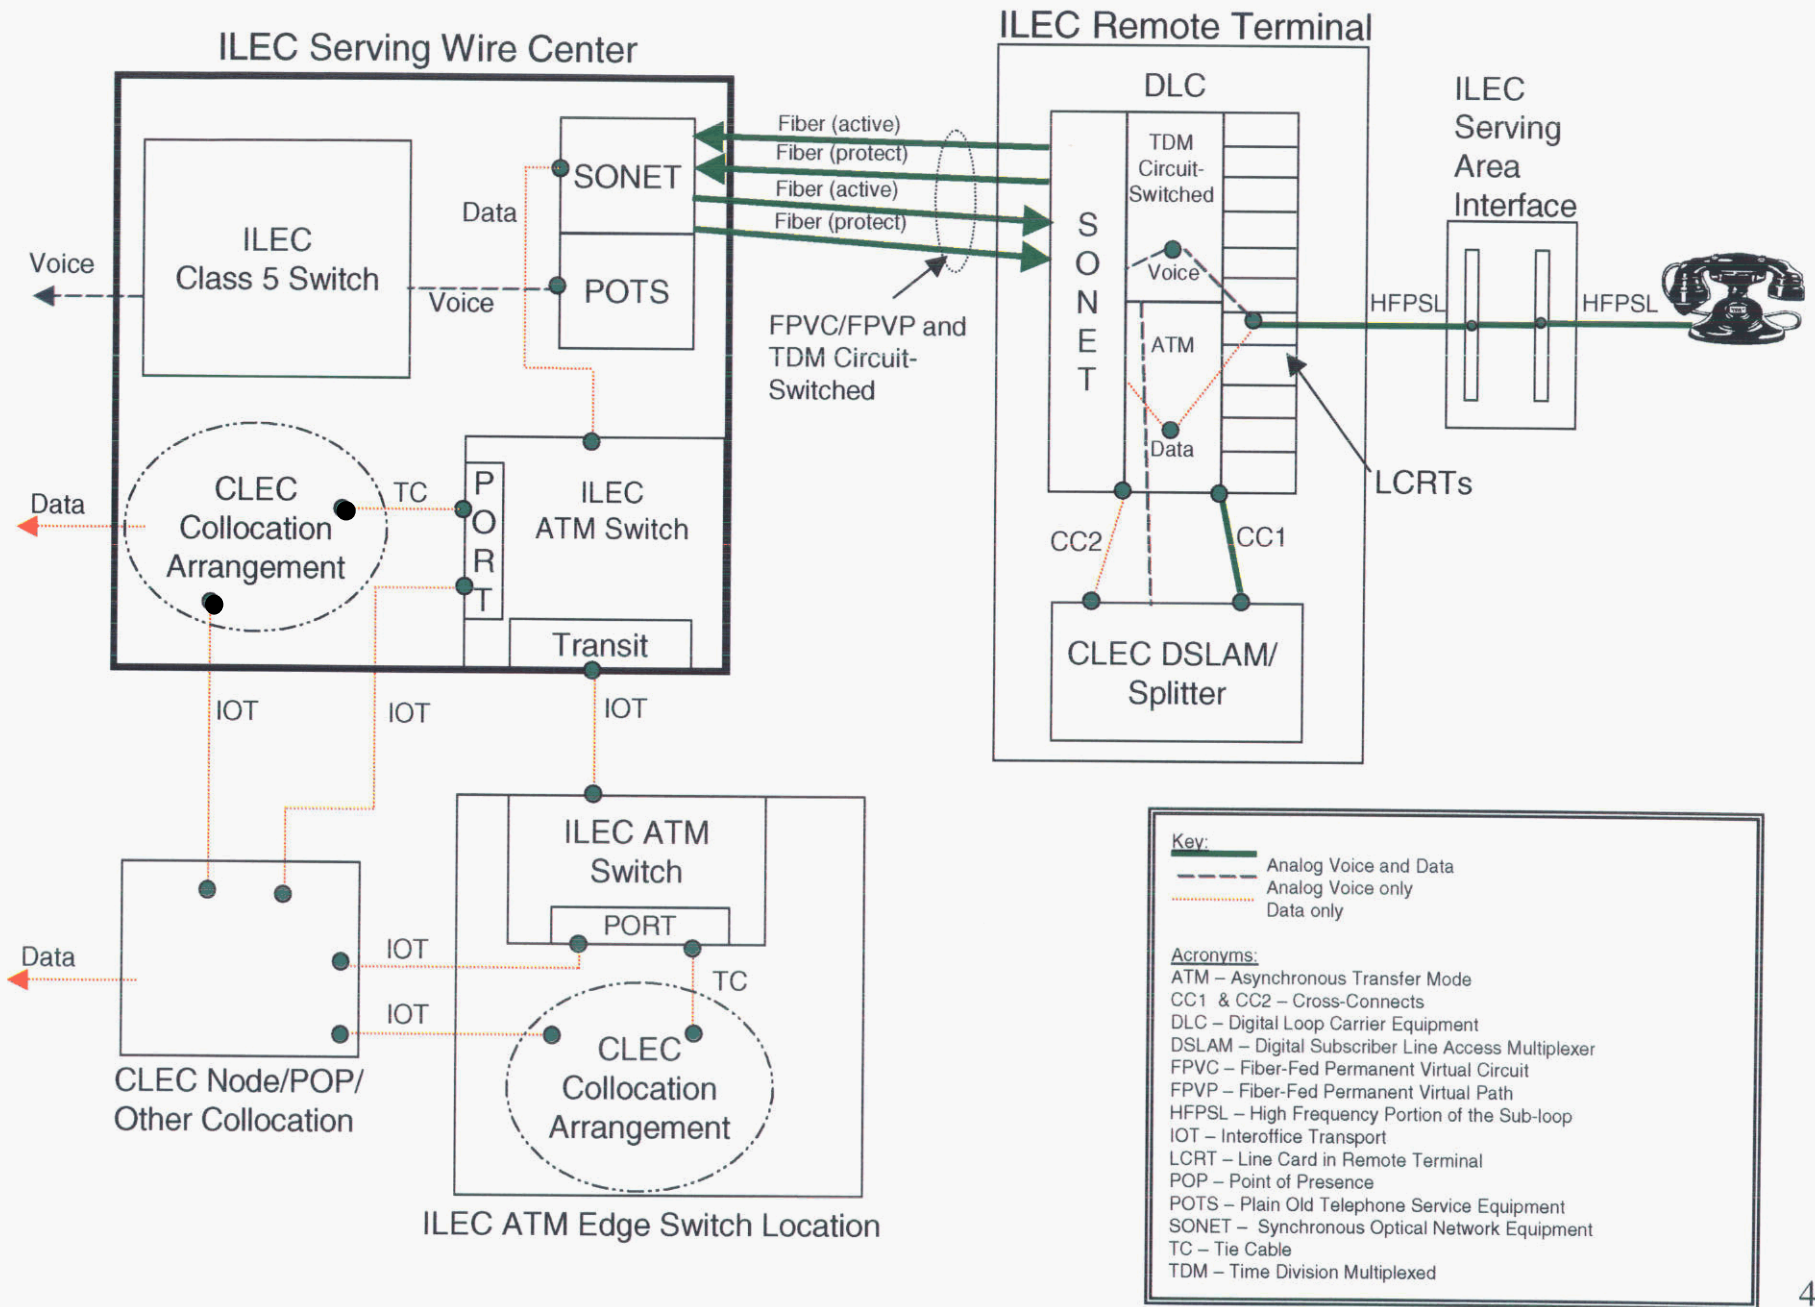 ILEC Serving Wire Center
ILEC
Class 5 Switch
Voice
Voice
Data
SONET
POTS
Fiber (active)
Fiber (protect)
Fiber (active)
Fiber (protect)
FPVC/FPVP and
TDM Circuit-
Switched
CLEC
Collocation
Arrangement
Data
TC
PORT
ILEC
ATM Switch
Transit
IOT
IOT
IOT
ILEC Remote Terminal
DLC
SONET
TDM
Circuit-
Switched
Voice
ATM
Data
LCRTs
CC2
CC1
CLEC DSLAM/
Splitter
ILEC
Serving
Area
Interface
HFPSL
HFPSL
Data
IOT
IOT
CLEC Node/POP/
Other Collocation
ILEC ATM
Switch
PORT
TC
CLEC
Collocation
Arrangement
ILEC ATM Edge Switch Location
Key:
Analog Voice and Data
Analog Voice only
Data only
Acronyms:
ATM – Asynchronous Transfer Mode
CC1 & CC2 – Cross-Connects
DLC – Digital Loop Carrier Equipment
DSLAM – Digital Subscriber Line Access Multiplexer
FPVC – Fiber-Fed Permanent Virtual Circuit
FPVP – Fiber-Fed Permanent Virtual Path
HFPSL – High Frequency Portion of the Sub-loop
IOT – Interoffice Transport
LCRT – Line Card in Remote Terminal
POP – Point of Presence
POTS – Plain Old Telephone Service Equipment
SONET – Synchronous Optical Network Equipment
TC – Tie Cable
TDM – Time Division Multiplexed
4